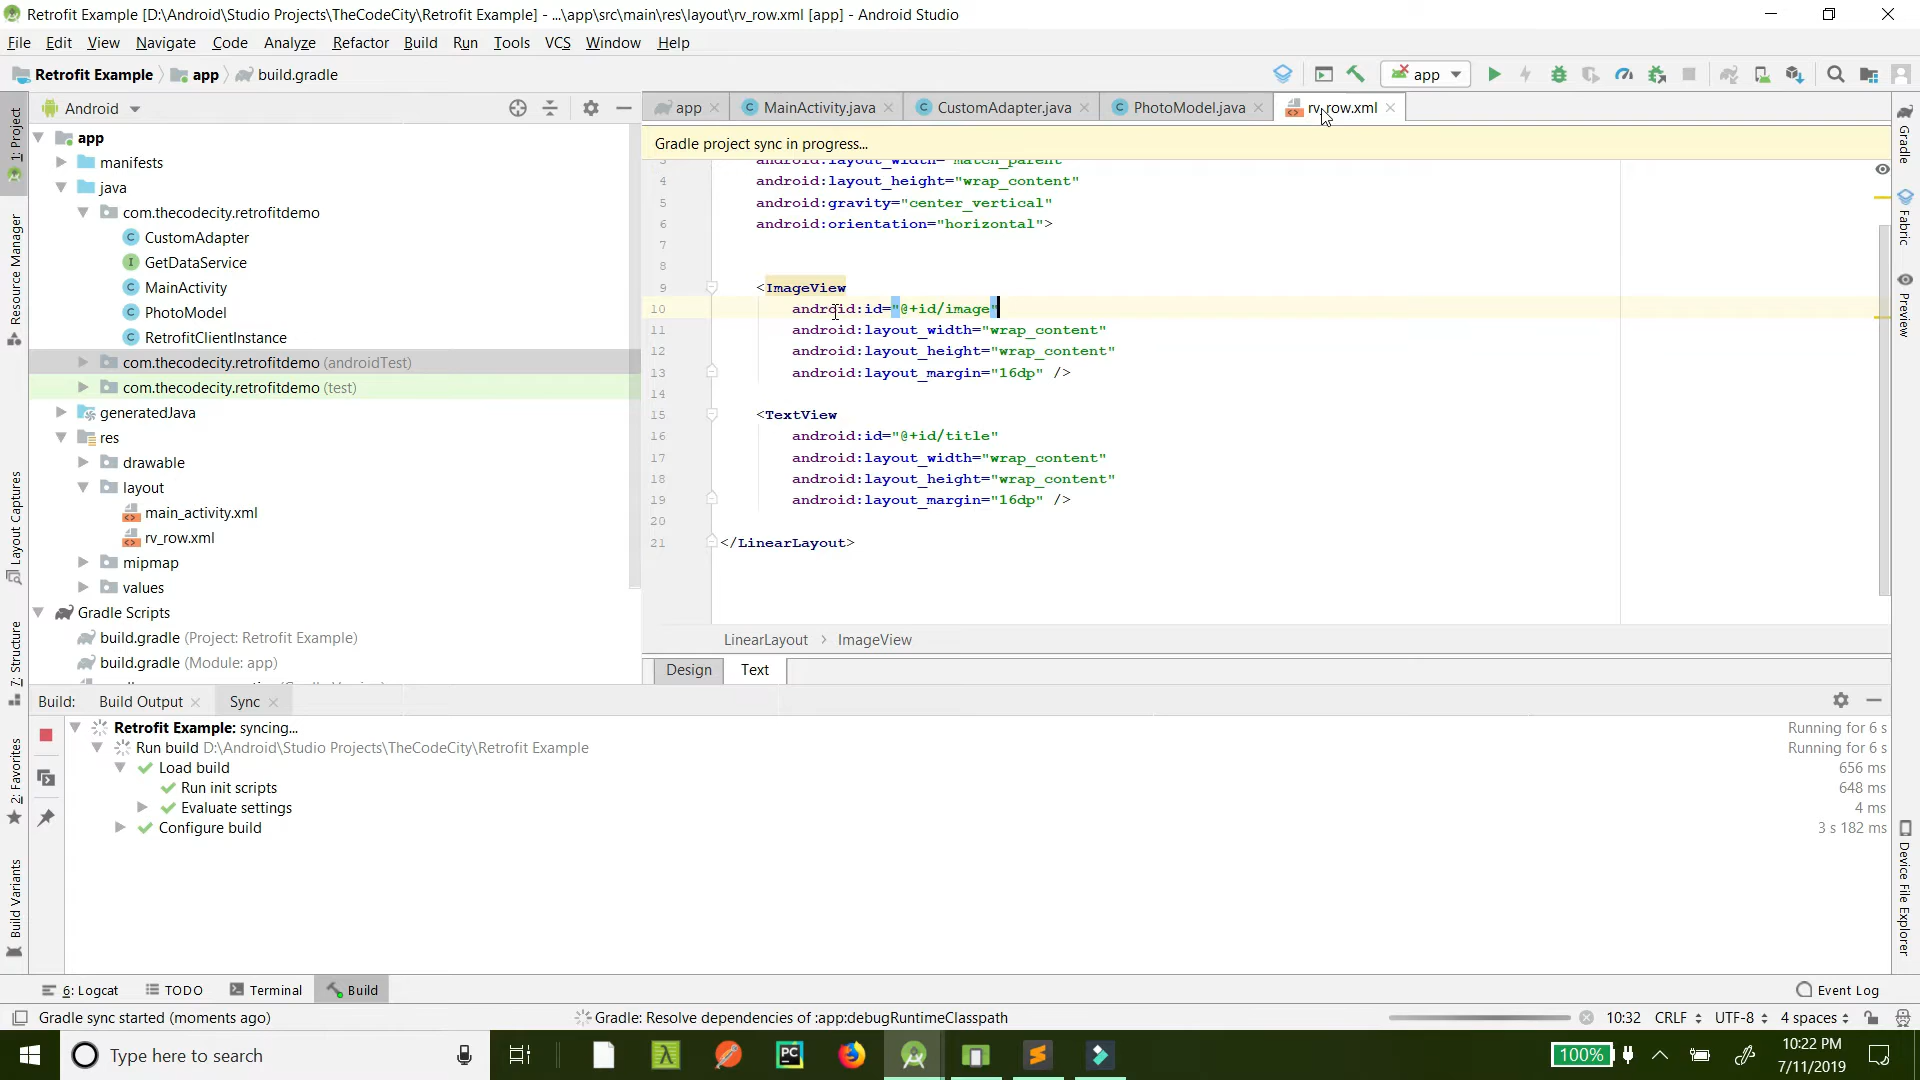 Retrofit Example [D:\Android\Studio Projects\TheCodeCity\Retrofit Example] - ...\app\src\main\res\layout\rv_row.xml [app] - Android Studio
File Edit View Navigate Code Analyze Refactor Build Run Tools VCS Window Help
Retrofit Example app build.gradle
app
Android
app MainActivity.java CustomAdapter.java PhotoModel.java rv_row.xml
Gradle project sync in progress...
1: Project
Resource Manager
Layout Captures
7: Structure
2: Favorites
Build Variants
app
manifests
java
com.thecodecity.retrofitdemo
CustomAdapter
GetDataService
MainActivity
PhotoModel
RetrofitClientInstance
com.thecodecity.retrofitdemo (androidTest)
com.thecodecity.retrofitdemo (test)
generatedJava
res
drawable
layout
main_activity.xml
rv_row.xml
mipmap
values
Gradle Scripts
build.gradle (Project: Retrofit Example)
build.gradle (Module: app)
3 android:layout_width="match_parent"
4 android:layout_height="wrap_content"
5 android:gravity="center_vertical"
6 android:orientation="horizontal">
7
8
9 <ImageView
10 android:id="@+id/image"
11 android:layout_width="wrap_content"
12 android:layout_height="wrap_content"
13 android:layout_margin="16dp" />
14
15 <TextView
16 android:id="@+id/title"
17 android:layout_width="wrap_content"
18 android:layout_height="wrap_content"
19 android:layout_margin="16dp" />
20
21 </LinearLayout>
LinearLayout ImageView
Design Text
Gradle
Fabric
Preview
Device File Explorer
Build: Build Output Sync
Retrofit Example: syncing... Running for 6 s
Run build D:\Android\Studio Projects\TheCodeCity\Retrofit Example Running for 6 s
Load build 656 ms
Run init scripts 648 ms
Evaluate settings 4 ms
Configure build 3 s 182 ms
6: Logcat TODO Terminal Build Event Log
Gradle sync started (moments ago) Gradle: Resolve dependencies of :app:debugRuntimeClasspath 10:32 CRLF UTF-8 4 spaces
Type here to search PC 100% 10:22 PM
7/11/2019